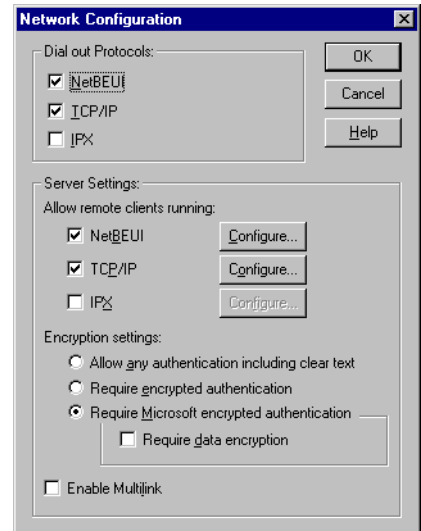 Network Configuration
Dial out Protocols:
OK
NetBEUI
Cancel
TCP/IP
Help
IPX
Server Settings:
Allow remote clients running:
NetBEUI Configure...
TCP/IP Configure...
IPX Configure...
Encryption settings:
Allow any authentication including clear text
Require encrypted authentication
Require Microsoft encrypted authentication
Require data encryption
Enable Multilink